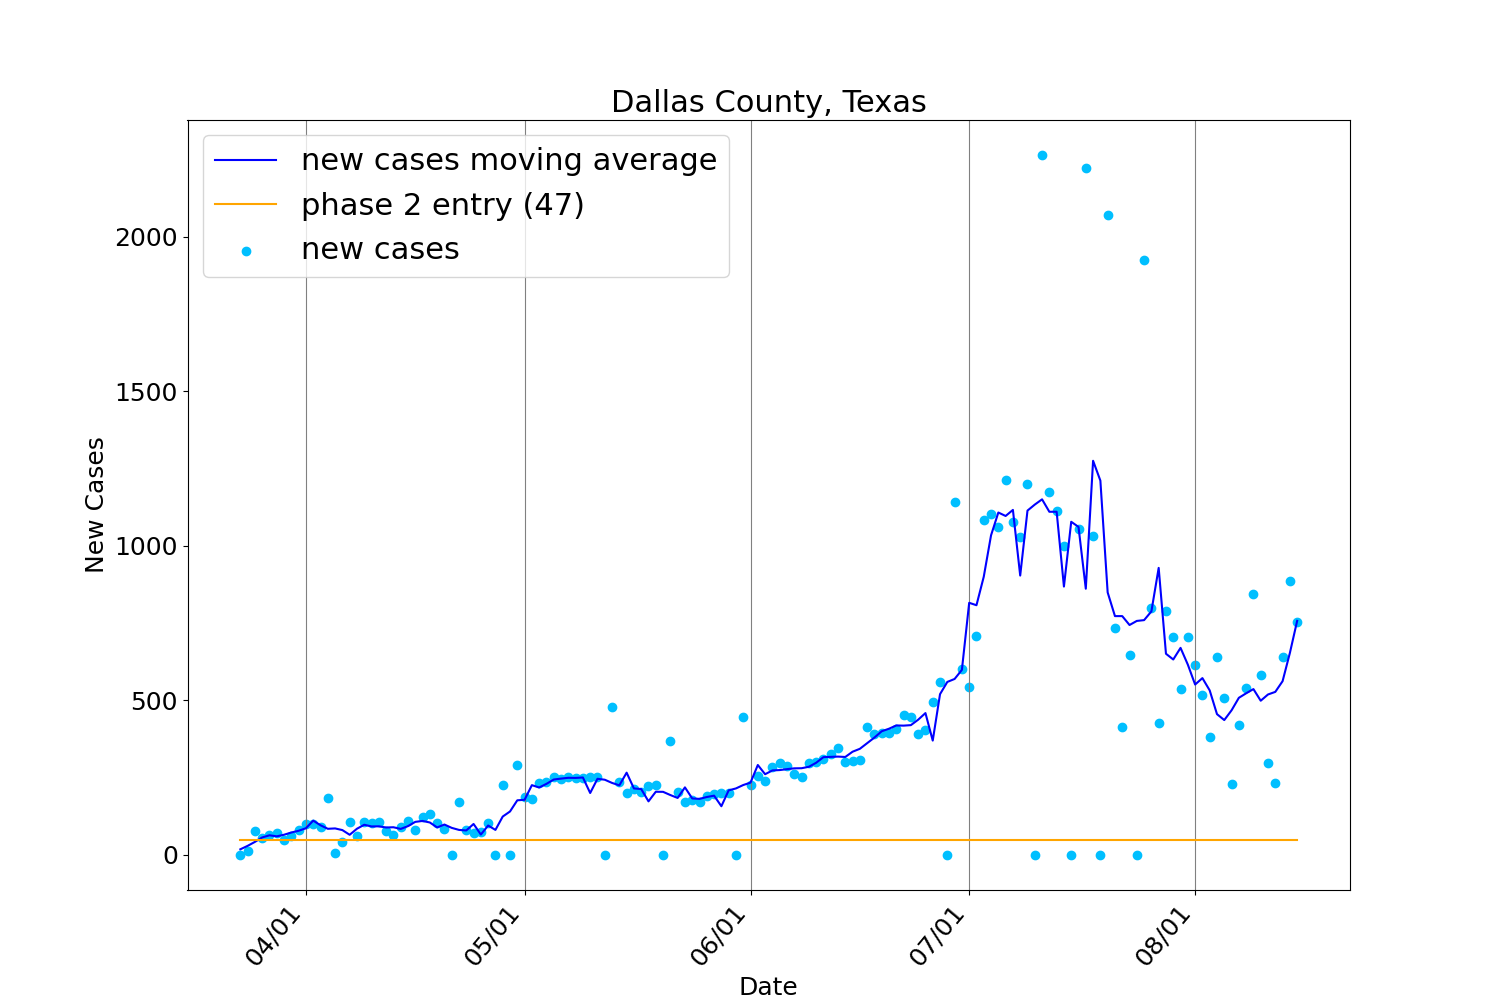 Dallas County, Texas
new cases moving average
phase 2 entry (47)
new cases
2000
1500
1000
500
0
New Cases
04/01
05/01
06/01
07/01
08/01
Date